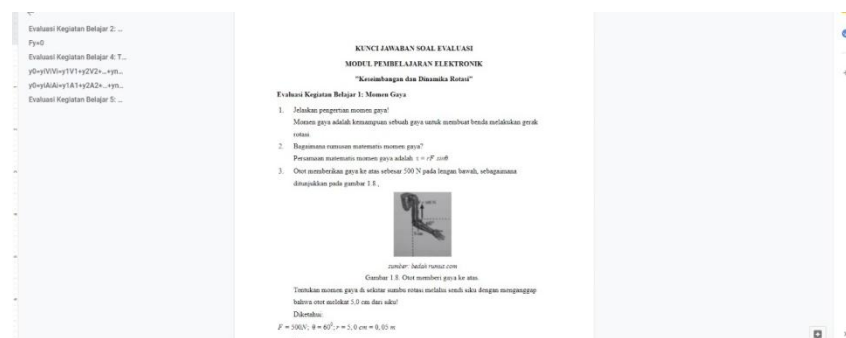 Evaluasi Kegiatan Belajar 2: ...
Fy=0
Evaluasi Kegiatan Belajar 4: T...
y0=yiViVi=y1V1+y2V2+...+yn...
y0=yiAiAi=y1A1+y2A2+...+yn...
Evaluasi Kegiatan Belajar 5: ...
KUNCI JAWABAN SOAL EVALUASI
MODUL PEMBELAJARAN ELEKTRONIK
"Keseimbangan dan Dinamika Rotasi"
Evaluasi Kegiatan Belajar 1: Momen Gaya
1. Jelaskan pengertian momen gaya!
Momen gaya adalah kemampuan sebuah gaya untuk membuat benda melakukan gerak
rotasi.
2. Bagaimana rumusan matematis momen gaya?
Persamaan matematis momen gaya adalah τ = rF sinθ
3. Otot memberikan gaya ke atas sebesar 500 N pada lengan bawah, sebagaimana
ditunjukkan pada gambar 1.8.,
sumber: budah nunus.com
Gambar 1.8. Otot memberi gaya ke atas.
Tentukan momen gaya di sekitar sumbu rotasi melalui sendi siku dengan menganggap
bahwa otot melekat 5,0 cm dari siku!
Diketahui:
F = 500N; θ = 60⁰; r = 5, 0 cm = 0, 05 m